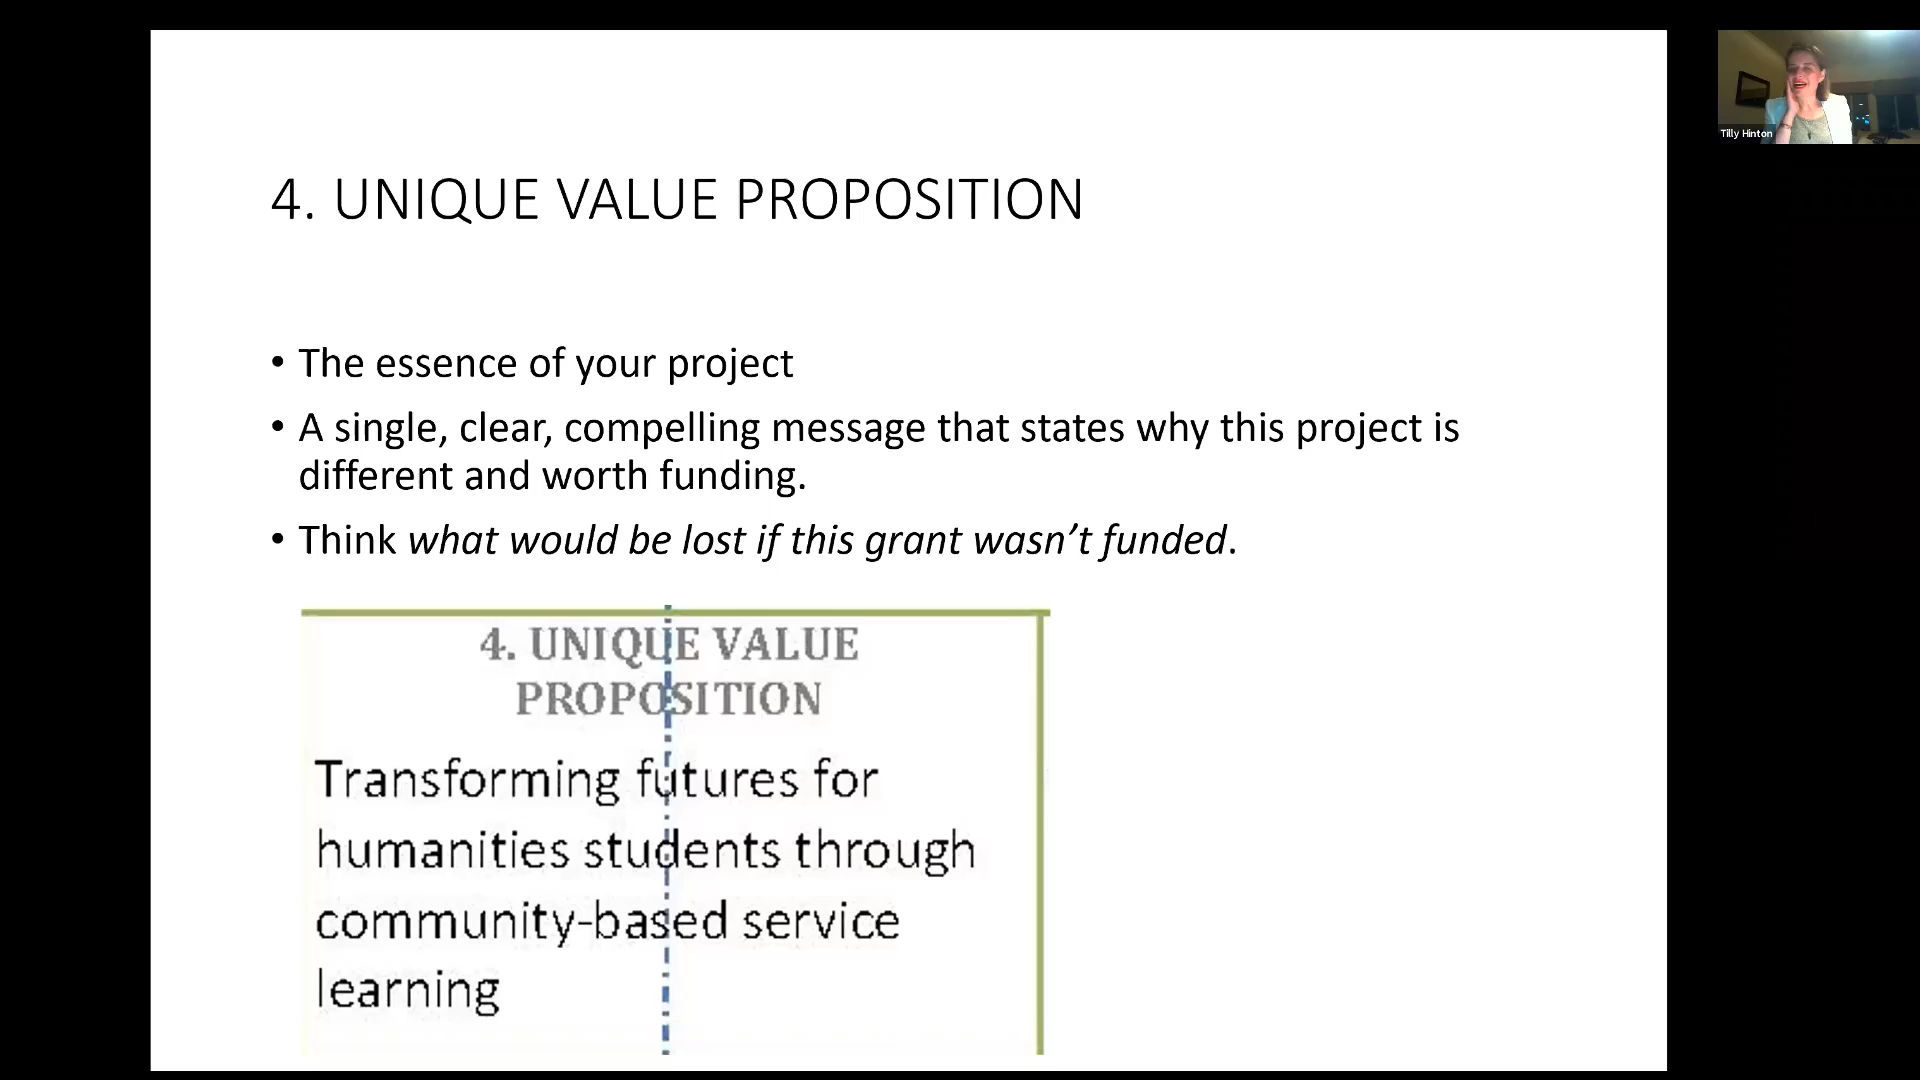 4. UNIQUE VALUE PROPOSITION
• The essence of your project
• A single, clear, compelling message that states why this project is
different and worth funding.
• Think what would be lost if this grant wasn’t funded.
4. UNIQUE VALUE
PROPOSITION
Transforming futures for
humanities students through
community-based service
learning
Tilly Hinton